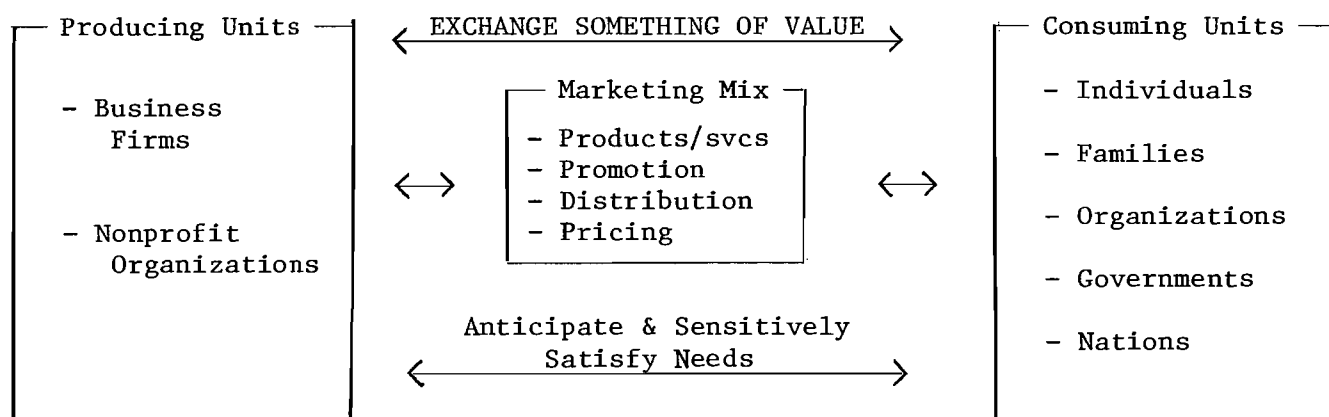 Producing Units
- Business
Firms
- Nonprofit
Organizations
EXCHANGE SOMETHING OF VALUE
Marketing Mix
- Products/svcs
- Promotion
- Distribution
- Pricing
Anticipate & Sensitively
Satisfy Needs
Consuming Units
- Individuals
- Families
- Organizations
- Governments
- Nations